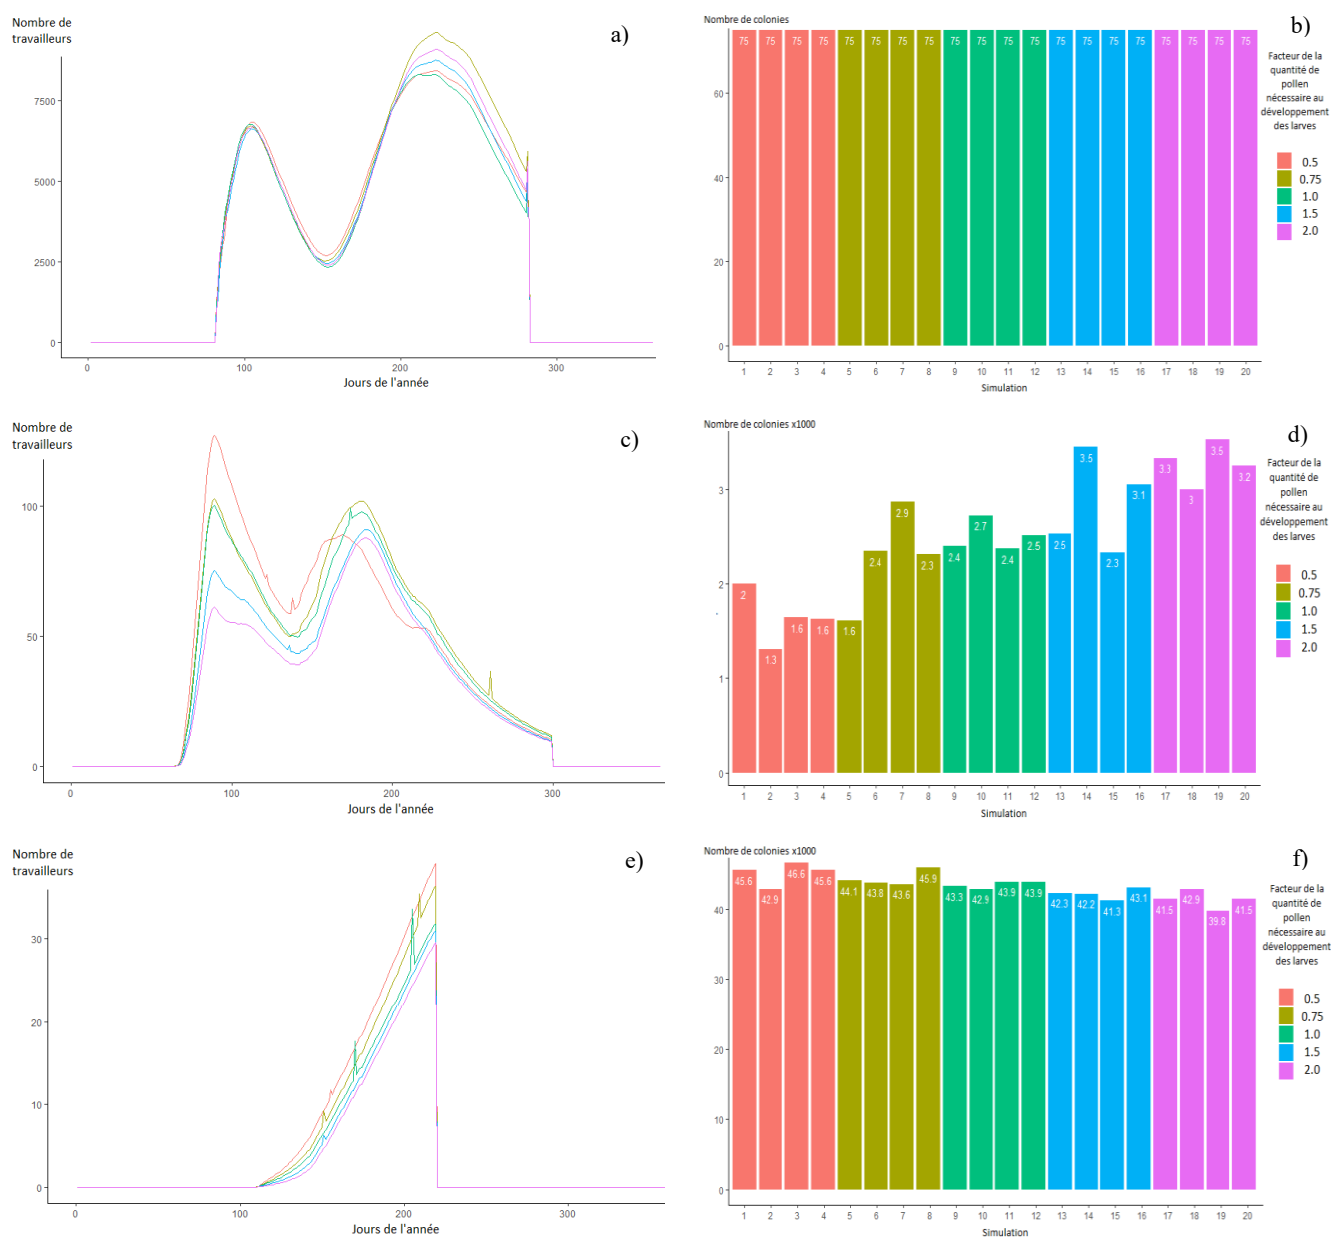 Nombre de
travailleurs
a)
7500
5000
2500
0
0 100 200 300
Jours de l'année
Nombre de colonies
b)
75 75 75 75 75 75 75 75 75 75 75 75 75 75 75 75 75 75 75 75
60
40
20
0
1 2 3 4 5 6 7 8 9 10 11 12 13 14 15 16 17 18 19 20
Simulation
Facteur de la
quantité de
pollen
nécessaire au
développement
des larves
0.5
0.75
1.0
1.5
2.0
Nombre de
travailleurs
c)
100
50
0
0 100 200 300
Jours de l'année
Nombre de colonies x1000
d)
3
2
1
0
2 1.3 1.6 1.6 1.6 2.4 2.9 2.3 2.4 2.7 2.4 2.5 2.5 3.5 2.3 3.1 3.3 3 3.5 3.2
1 2 3 4 5 6 7 8 9 10 11 12 13 14 15 16 17 18 19 20
Simulation
Facteur de la
quantité de
pollen
nécessaire au
développement
des larves
0.5
0.75
1.0
1.5
2.0
Nombre de
travailleurs
e)
30
20
10
0
0 100 200 300
Jours de l'année
Nombre de colonies x1000
f)
45.6 42.9 46.6 45.6 44.1 43.8 43.6 45.9 43.3 42.9 43.9 43.9 42.3 42.2 41.3 43.1 41.5 42.9 39.8 41.5
40
30
20
10
0
1 2 3 4 5 6 7 8 9 10 11 12 13 14 15 16 17 18 19 20
Simulation
Facteur de la
quantité de
pollen
nécessaire au
développement
des larves
0.5
0.75
1.0
1.5
2.0